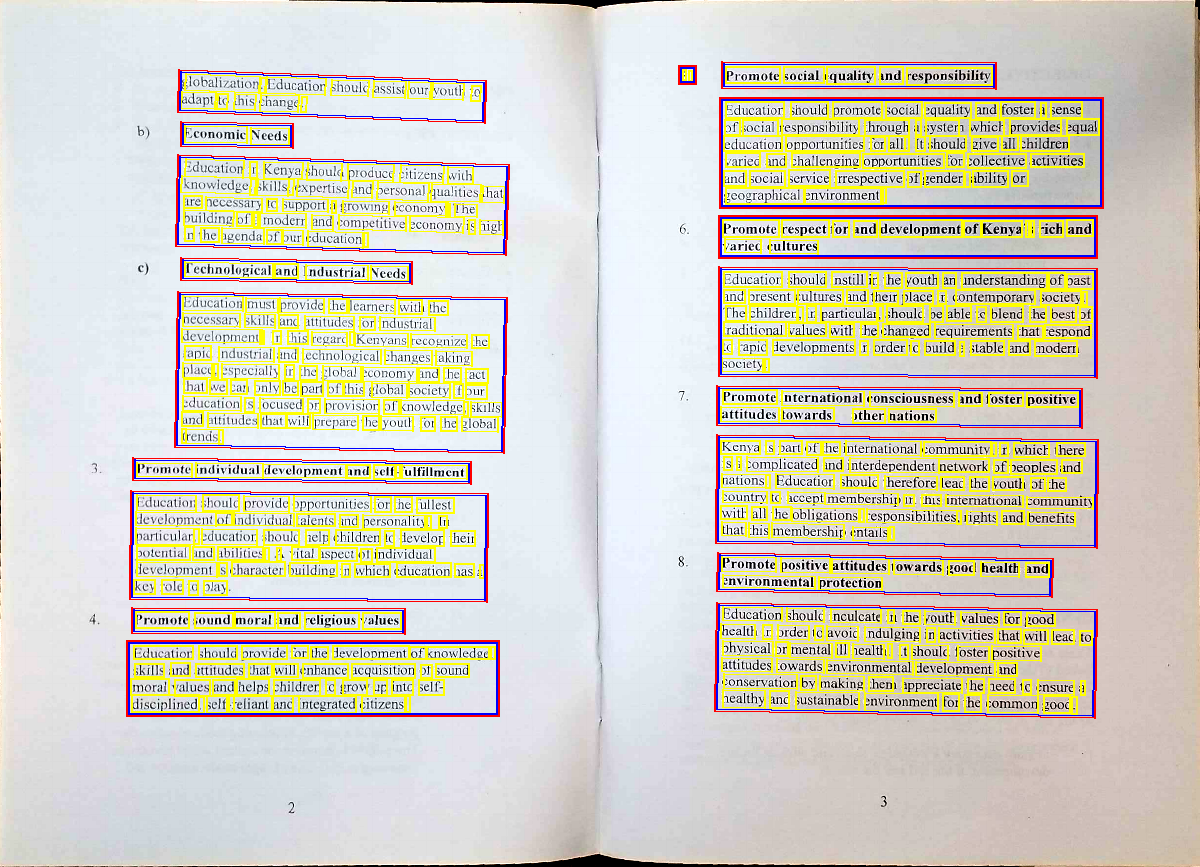 globalization. Education should assist our youth to
adapt to this change.
b) Economic Needs
Education in Kenya should produce citizens with
knowledge, skills, expertise and personal qualities that
are necessary to support a growing economy. The
building of a modern and competitive economy is high
in the agenda of our education
c) Technological and Industrial Needs
Education must provide the learners with the
necessary skills and attitudes for industrial
development. In this regard Kenyans recognize the
rapid industrial and technological changes taking
place, especially in the global economy and the fact
that we can only be part of this global society if our
education is focused on provision of knowledge, skills
and attitudes that will prepare the youth for the global
trends.
3. Promote individual development and self-fulfillment
Education should provide opportunities for the fullest
development of individual talents and personality. In
particular, education should help children to develop their
potential and abilities. A vital aspect of individual
development is character building in which education has a
key role to play.
4. Promote sound moral and religious values
Education should provide for the development of knowledge
skills and attitudes that will enhance acquisition of sound
moral values and helps children to grow up into self-
disciplined, self reliant and integrated citizens
2
Promote social equality and responsibility
Education should promote social equality and foster a sense
of social responsibility through a system which provides equal
education opportunities for all. It should give all children
varied and challenging opportunities for collective activities
and social service irrespective of gender ability or
geographical environment
6. Promote respect for and development of Kenya's rich and
varied cultures
Education should instill in the youth an understanding of past
and present cultures and their place in contemporary society.
The children, in particular, should be able to blend the best of
traditional values with the changed requirements that respond
to rapid developments in order to build a stable and modern
society.
7. Promote international consciousness and foster positive
attitudes towards other nations
Kenya is part of the international community, in which there
is a complicated and interdependent network of peoples and
nations. Education should therefore lead the youth of the
country to accept membership in this international community
with all the obligations responsibilities, rights and benefits
that this membership entails
8. Promote positive attitudes towards good health and
environmental protection
Education should inculcate in the youth values for good
health in order to avoid indulging in activities that will lead to
physical or mental ill health. It should foster positive
attitudes towards environmental development and
conservation by making them appreciate the need to ensure a
healthy and sustainable environment for the common good.
3